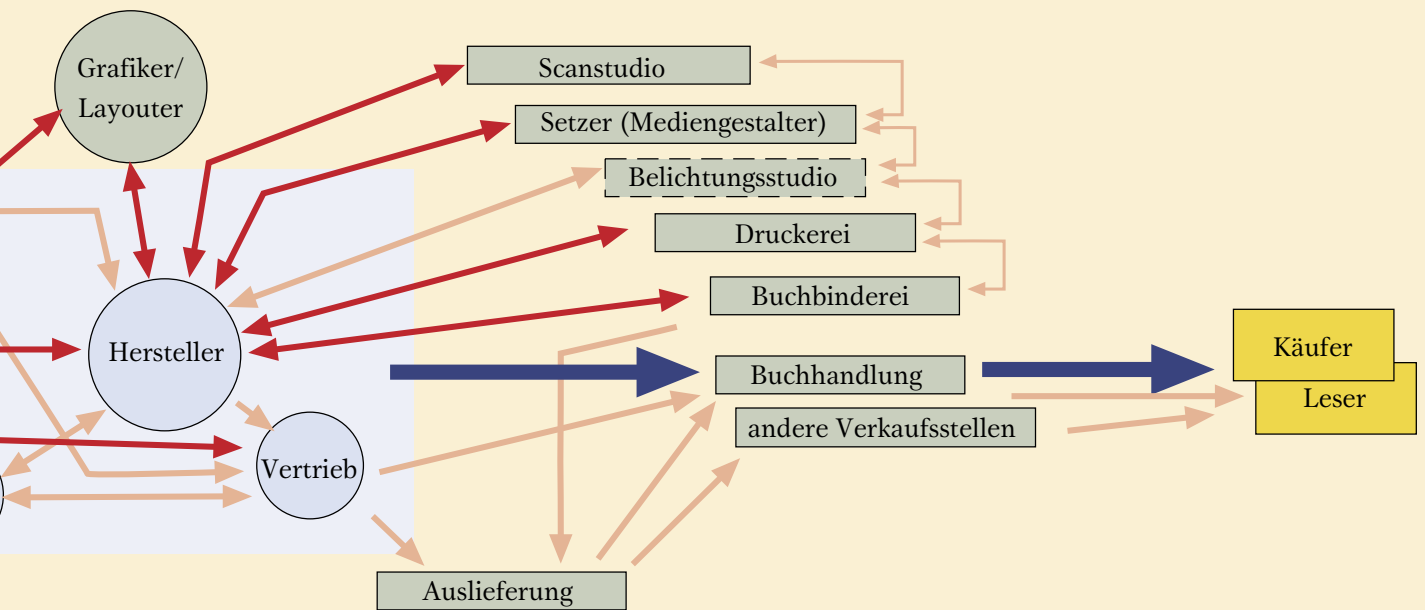 Grafiker/
Layouter
Scanstudio
Setzer (Mediengestalter)
Belichtungsstudio
Druckerei
Buchbinderei
Hersteller
Buchhandlung
Käufer
Leser
andere Verkaufsstellen
Vertrieb
Auslieferung